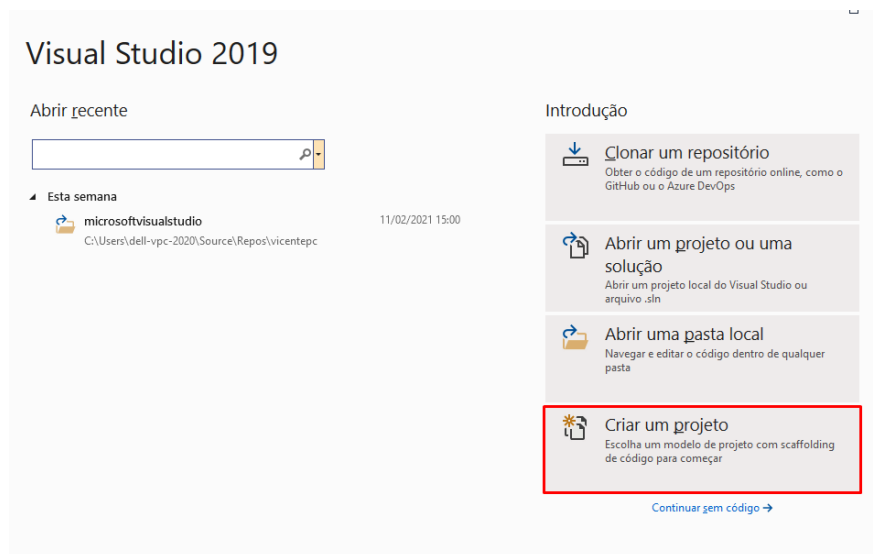 Visual Studio 2019
Abrir recente
Esta semana
microsoftvisualstudio
11/02/2021 15:00
C:\Users\dell-vpc-2020\Source\Repos\vicentepc
Introdução
Clonar um repositório
Obter o código de um repositório online, como o
GitHub ou o Azure DevOps
Abrir um projeto ou uma
solução
Abrir um projeto local do Visual Studio ou
arquivo .sln
Abrir uma pasta local
Navegar e editar o código dentro de qualquer
pasta
Criar um projeto
Escolha um modelo de projeto com scaffolding
de código para começar
Continuar sem código →